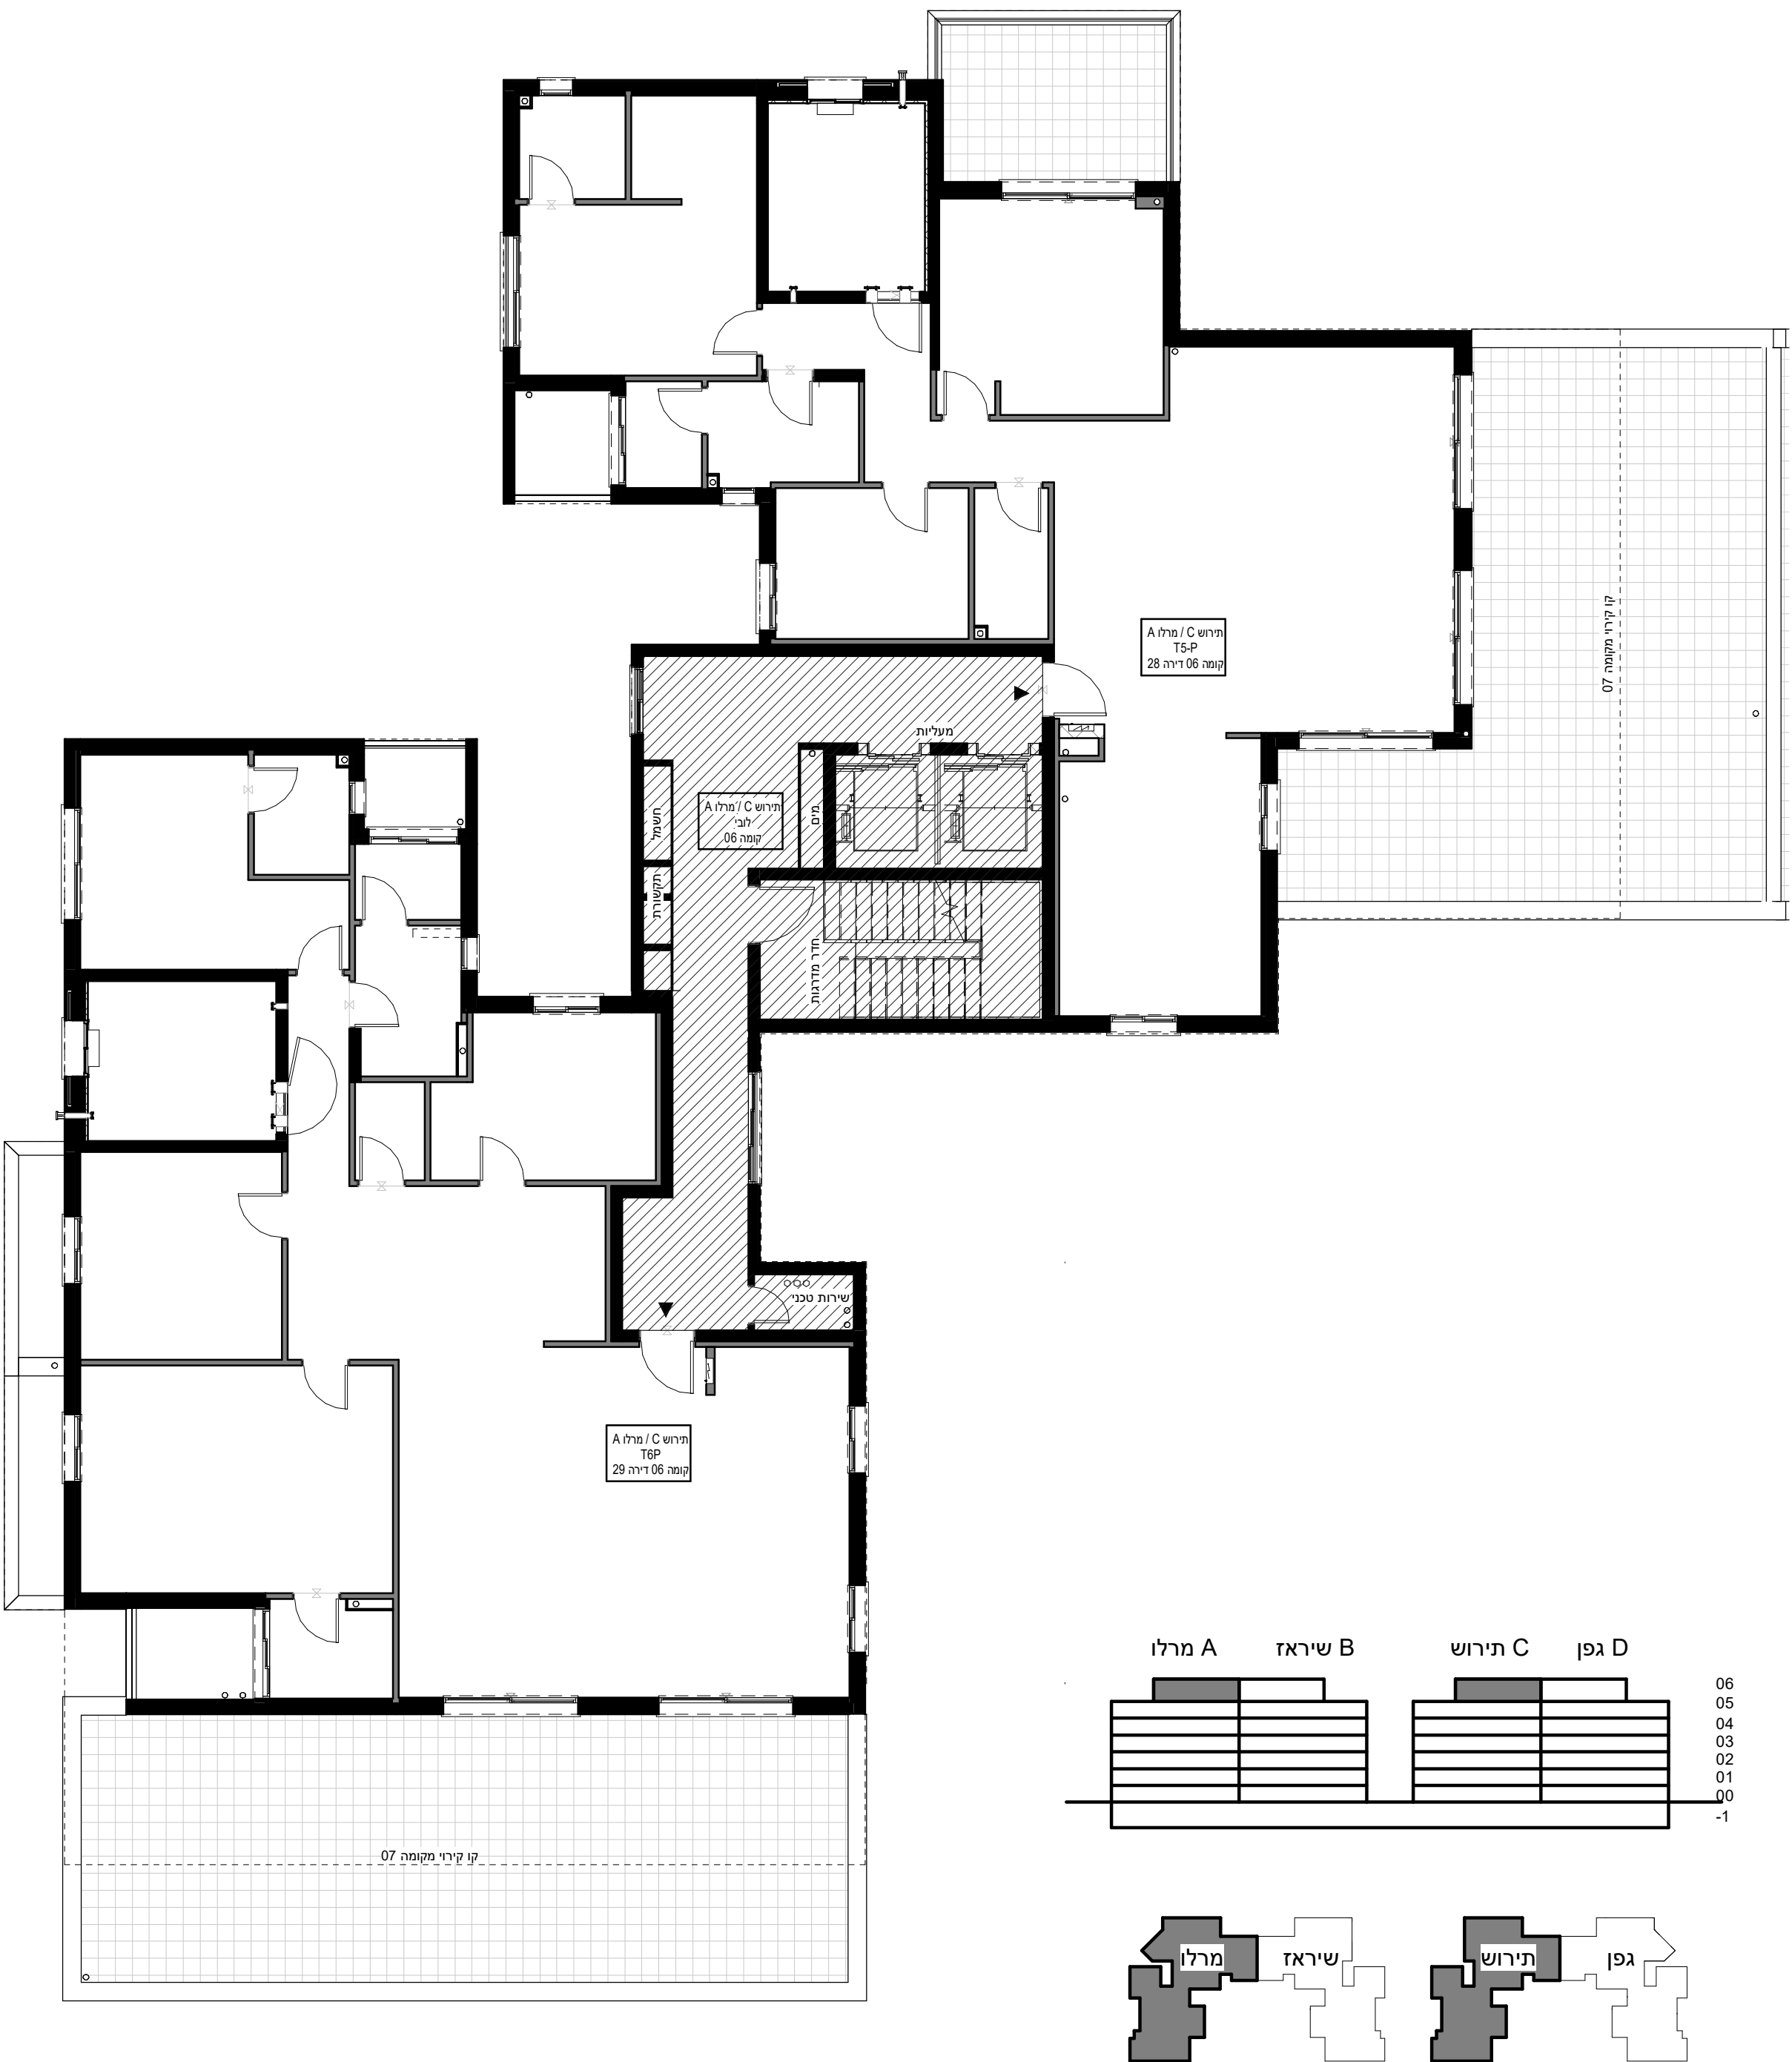 תירוש C / מרלו A
T5-P
קומה 06 דירה 28
קו קירוי מקומה 07
מעליות
תירוש C / מרלו A
לובי
קומה 06
חשמל
מים
תקשורת
חדר מדרגות
שירות טכני
תירוש C / מרלו A
T6P
קומה 06 דירה 29
קו קירוי מקומה 07
A מרלו
B שיראז
C תירוש
D גפן
06
05
04
03
02
01
00
-1
מרלו
שיראז
תירוש
גפן